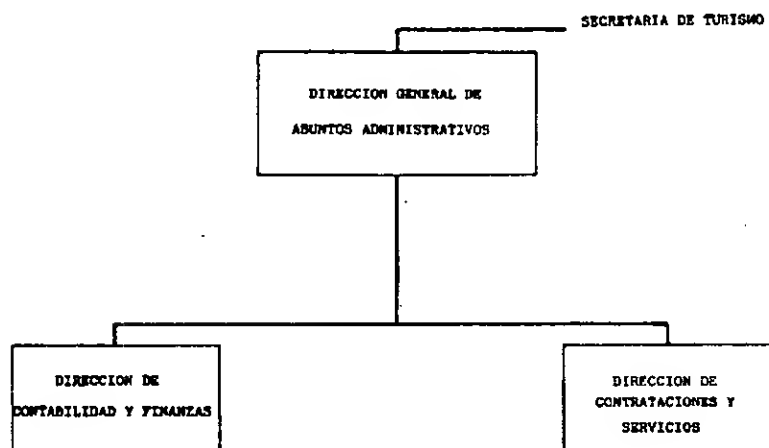 SECRETARIA DE TURISMO
DIRECCION GENERAL DE
ASUNTOS ADMINISTRATIVOS
DIRECCION DE
CONTABILIDAD Y FINANZAS
DIRECCION DE
CONTRATACIONES Y
SERVICIOS